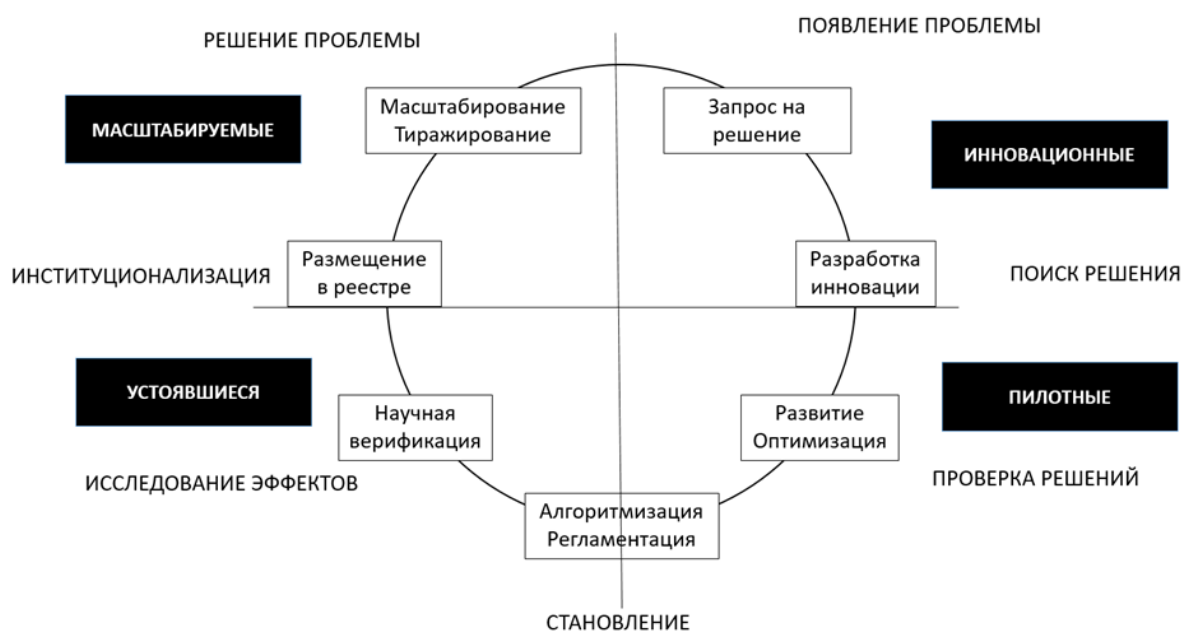 РЕШЕНИЕ ПРОБЛЕМЫ
ПОЯВЛЕНИЕ ПРОБЛЕМЫ
МАСШТАБИРУЕМЫЕ
Масштабирование
Тиражирование
Запрос на
решение
ИННОВАЦИОННЫЕ
ИНСТИТУЦИОНАЛИЗАЦИЯ
Размещение
в реестре
Разработка
инновации
ПОИСК РЕШЕНИЯ
УСТОЯВШИЕСЯ
Научная
верификация
Развитие
Оптимизация
ПИЛОТНЫЕ
ИССЛЕДОВАНИЕ ЭФФЕКТОВ
ПРОВЕРКА РЕШЕНИЙ
Алгоритмизация
Регламентация
СТАНОВЛЕНИЕ